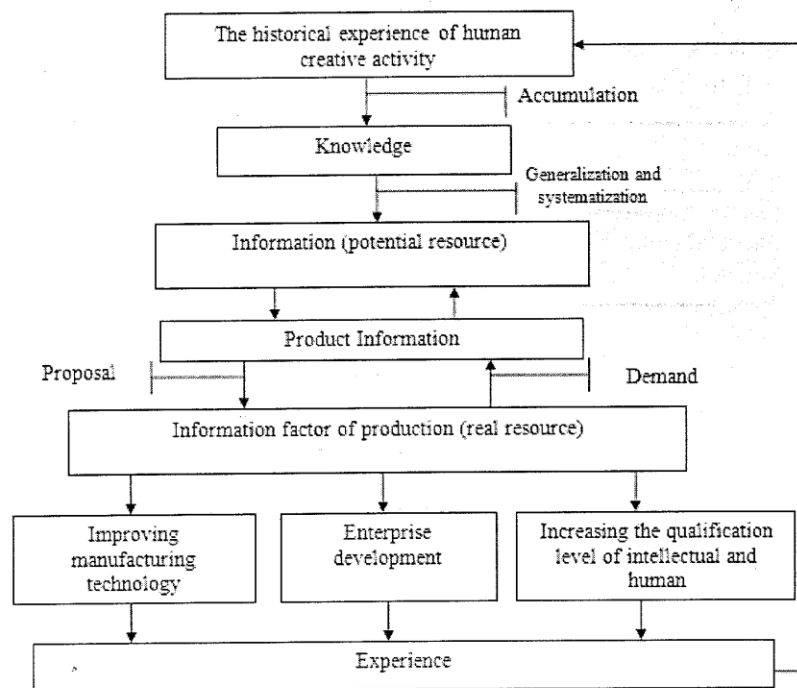 The historical experience of human
creative activity
Accumulation
Knowledge
Generalization and
systematization
Information (potential resource)
Product Information
Proposal
Demand
Information factor of production (real resource)
Improving
manufacturing
technology
Enterprise
development
Increasing the qualification
level of intellectual and
human
Experience